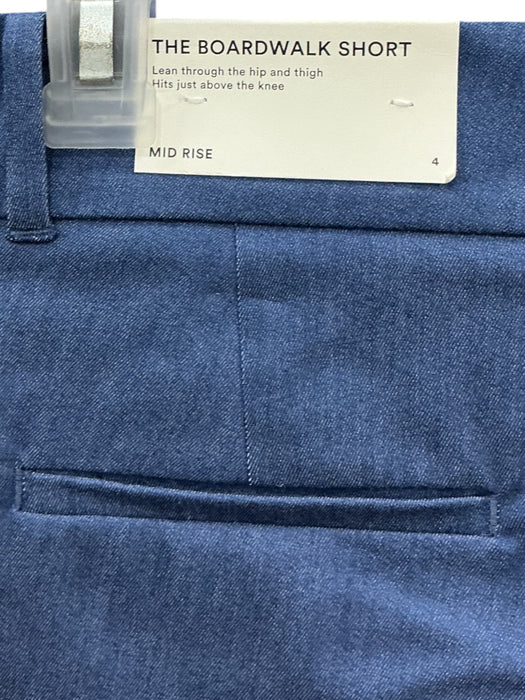 THE BOARDWALK SHORT
Lean through the hip and thigh
Hits just above the knee
MID RISE
4